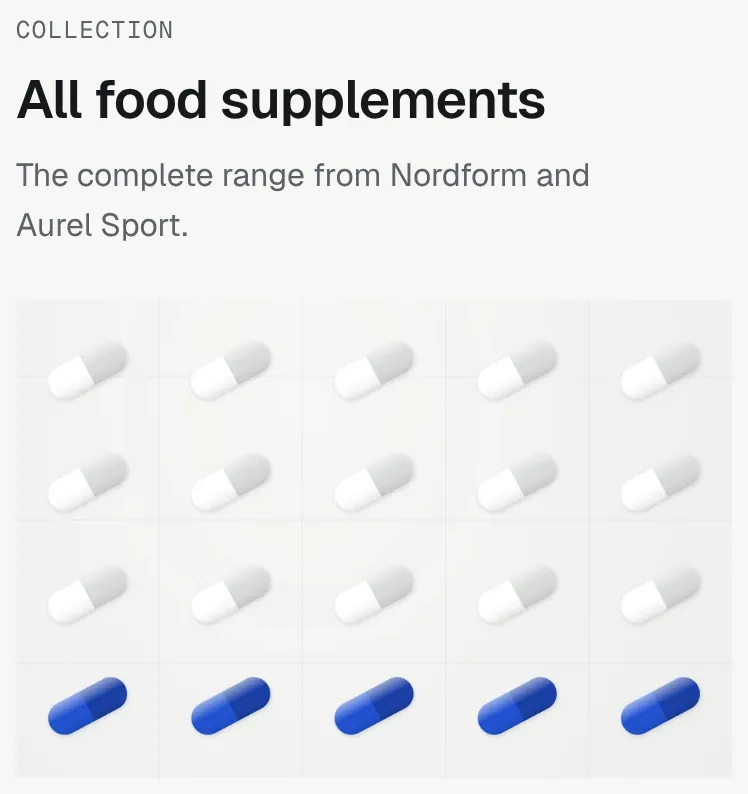 COLLECTION
All food supplements
The complete range from Nordform and
Aurel Sport.